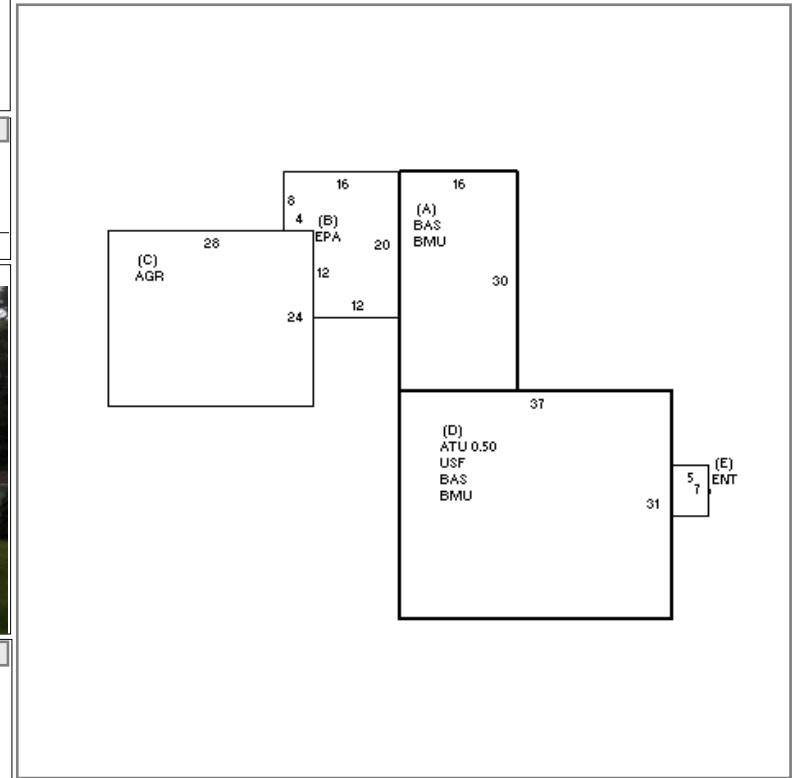 16
16
8
4
(B)
EPA
20
12
12
(A)
BAS
BMU
30
28
(C)
AGR
24
37
(D)
ATU 0.50
USF
BAS
BMU
31
5
7
(E)
ENT